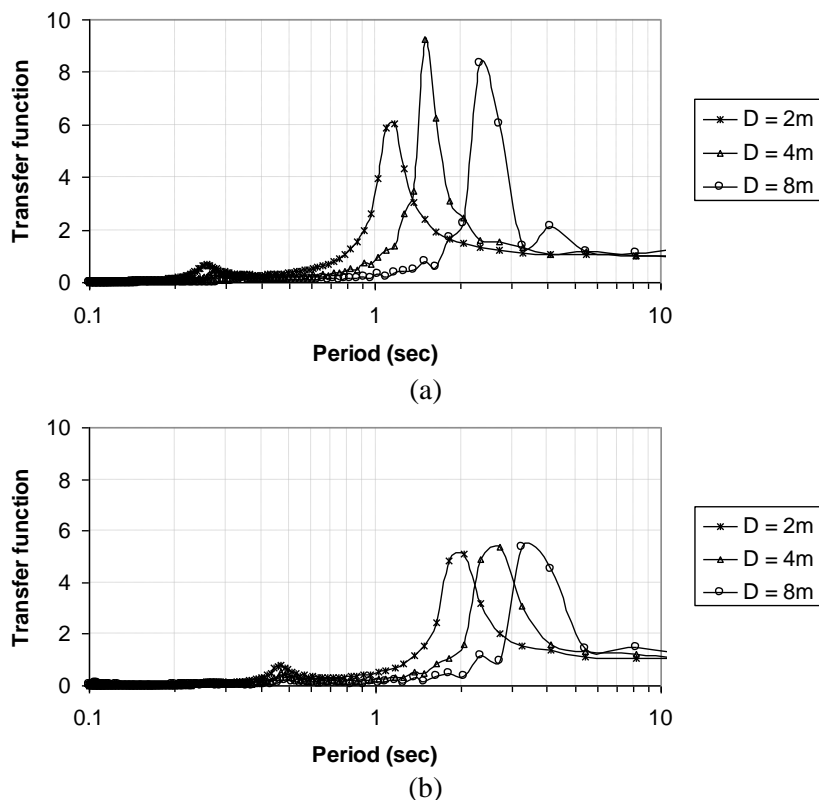 10
8
6
4
2
0
Transfer function
0.1 1 10
Period (sec)
D = 2m
D = 4m
D = 8m
(a)
10
8
6
4
2
0
Transfer function
0.1 1 10
Period (sec)
D = 2m
D = 4m
D = 8m
(b)